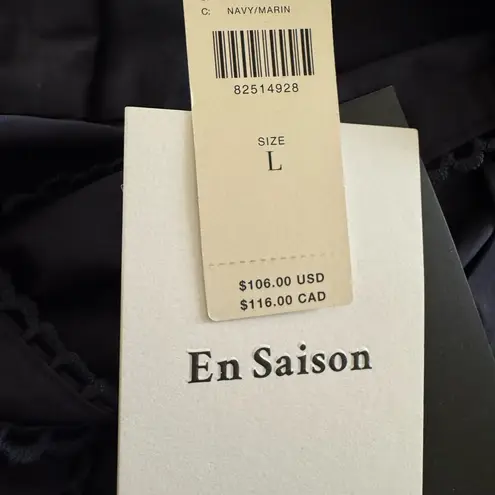 C: NAVY/MARIN
82514928
SIZE
L
$106.00 USD
$116.00 CAD
En Saison